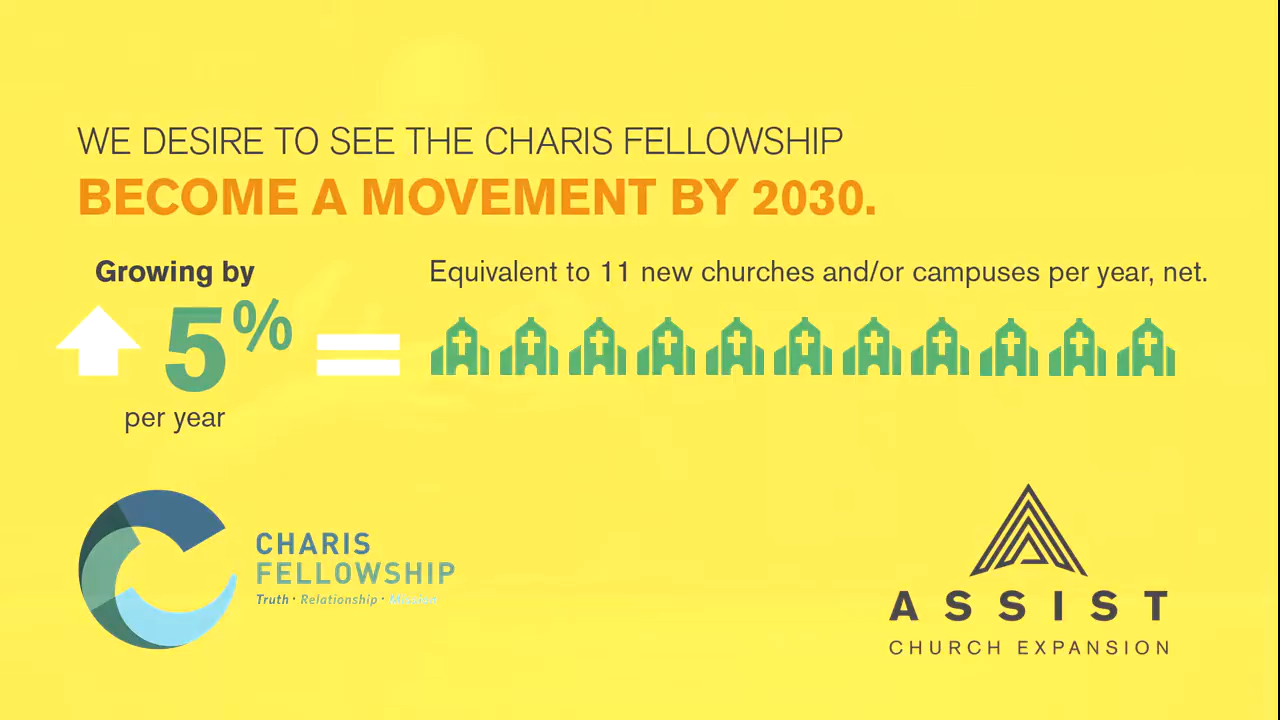 WE DESIRE TO SEE THE CHARIS FELLOWSHIP
BECOME A MOVEMENT BY 2030.
Growing by
5%
per year
Equivalent to 11 new churches and/or campuses per year, net.
CHARIS
FELLOWSHIP
Truth · Relationship · Mission
ASSIST
CHURCH EXPANSION